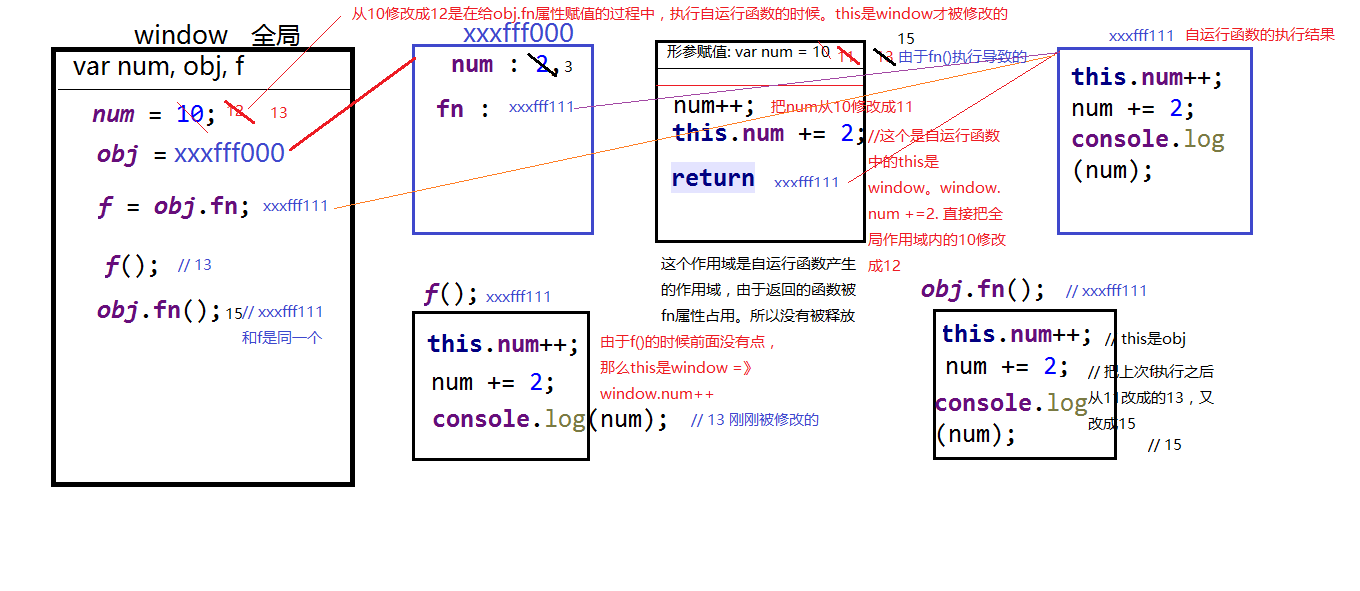 从10修改成12是在给obj.fn属性赋值的过程中，执行自运行函数的时候。this是window才被修改的
window 全局
var num, obj, f
num = 10; 12 13
obj = xxxfff000
f = obj.fn; xxxfff111
f(); // 13
obj.fn(); 15// xxxfff111
和f是同一个
xxxfff000
num : 2, 3
fn : xxxfff111
15
形参赋值: var num = 10 11 13 由于fn()执行导致的
num++; 把num从10修改成11
this.num += 2;
return xxxfff111
//这个是自运行函数
中的this是
window。window.
num +=2. 直接把全
局作用域内的10修改
成12
这个作用域是自运行函数产生
的作用域，由于返回的函数被
fn属性占用。所以没有被释放
xxxfff111 自运行函数的执行结果
this.num++;
num += 2;
console.log
(num);
f(); xxxfff111
this.num++;
num += 2;
console.log(num); // 13 刚刚被修改的
由于f()的时候前面没有点，
那么this是window =》
window.num++
obj.fn(); // xxxfff111
this.num++; // this是obj
num += 2;
console.log
(num);
// 把上次f执行之后
从11改成的13，又
改成15
// 15